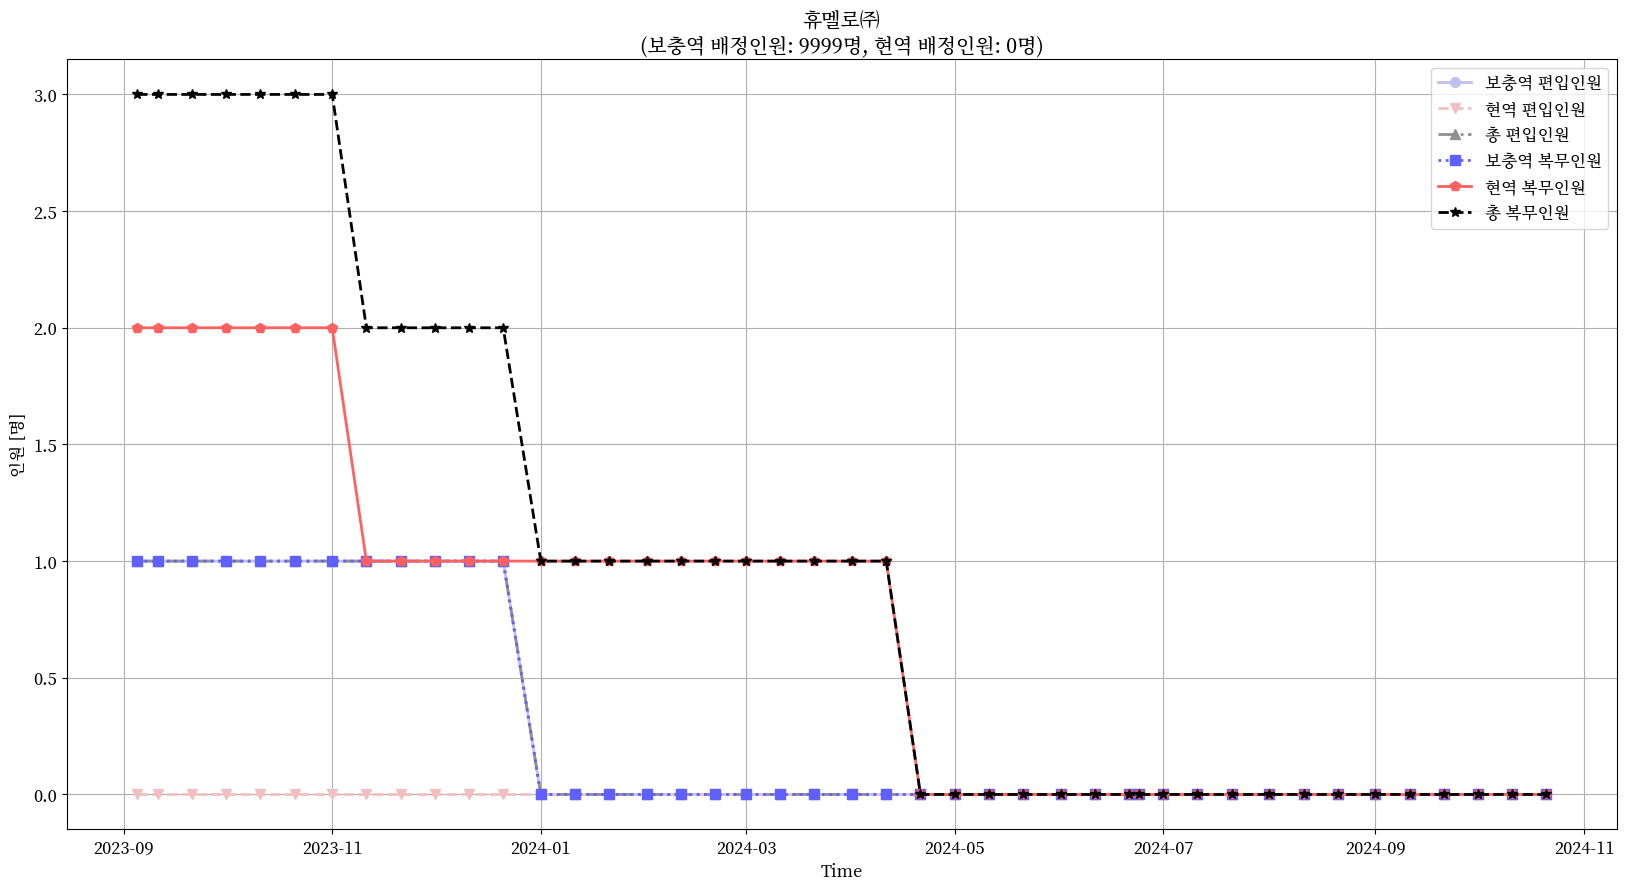 휴멜로㈜
(보충역 배정인원: 9999명, 현역 배정인원: 0명)
3.0
2.5
2.0
1.5
1.0
0.5
0.0
인원 [명]
보충역 편입인원
현역 편입인원
총 편입인원
보충역 복무인원
현역 복무인원
총 복무인원
2023-09 2023-11 2024-01 2024-03 2024-05 2024-07 2024-09 2024-11
Time